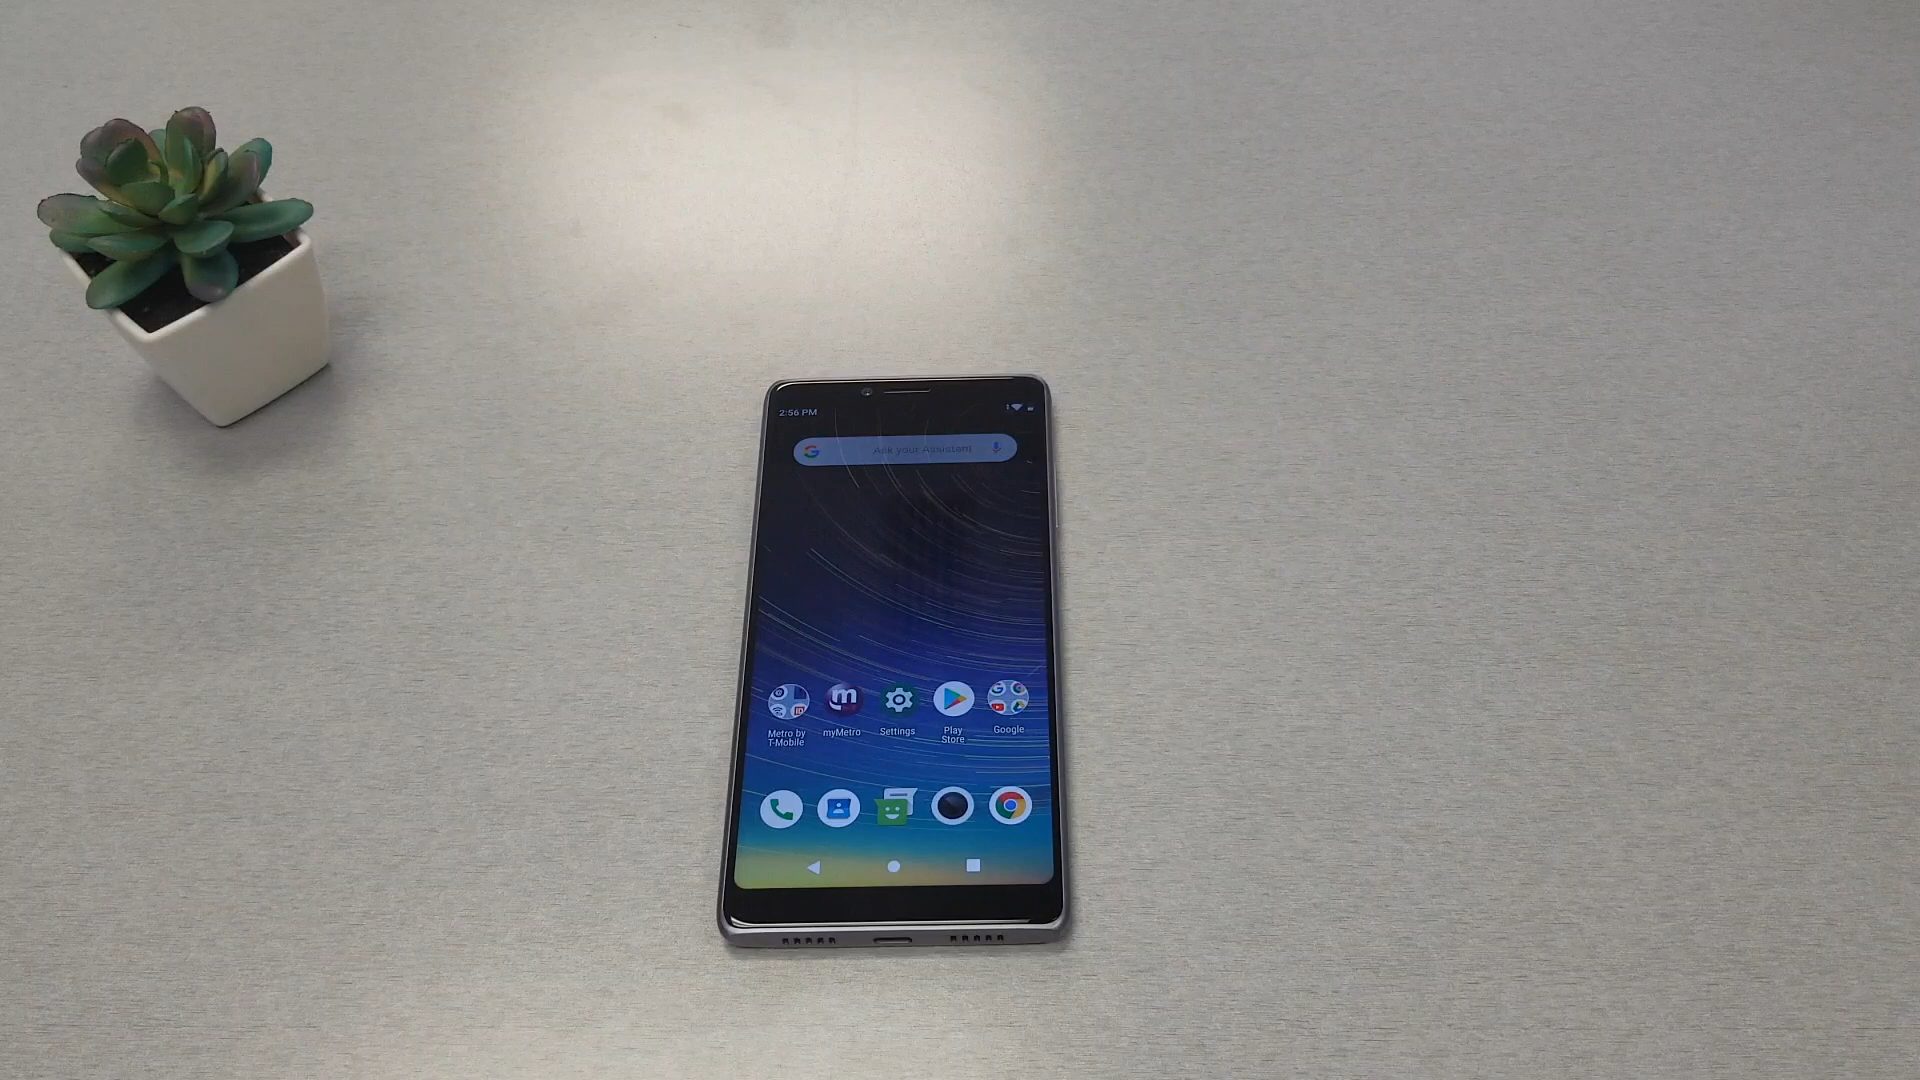 2:56 PM
Ask your Assistant
Metro by
T-Mobile
m
myMetro
Settings
Play
Store
Google